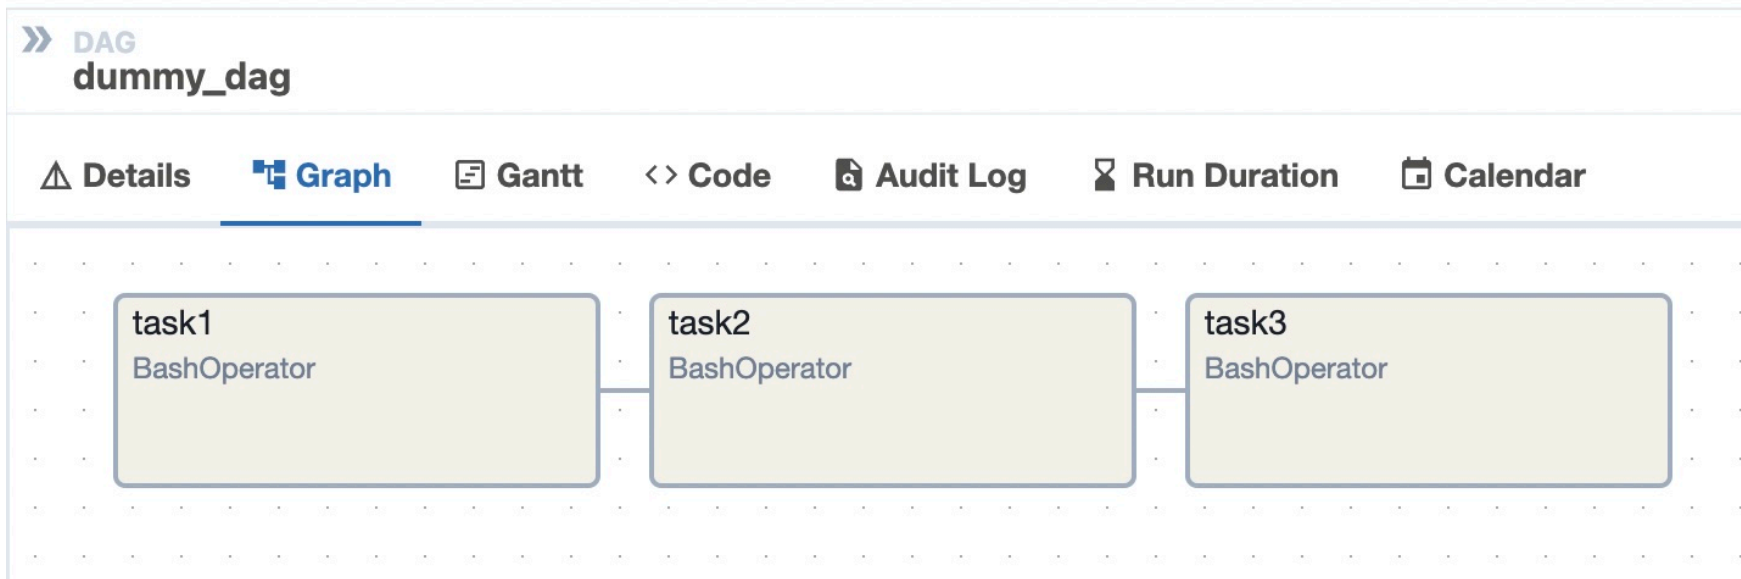 DAG
dummy_dag
Details Graph Gantt Code Audit Log Run Duration Calendar
task1 task2 task3
BashOperator BashOperator BashOperator